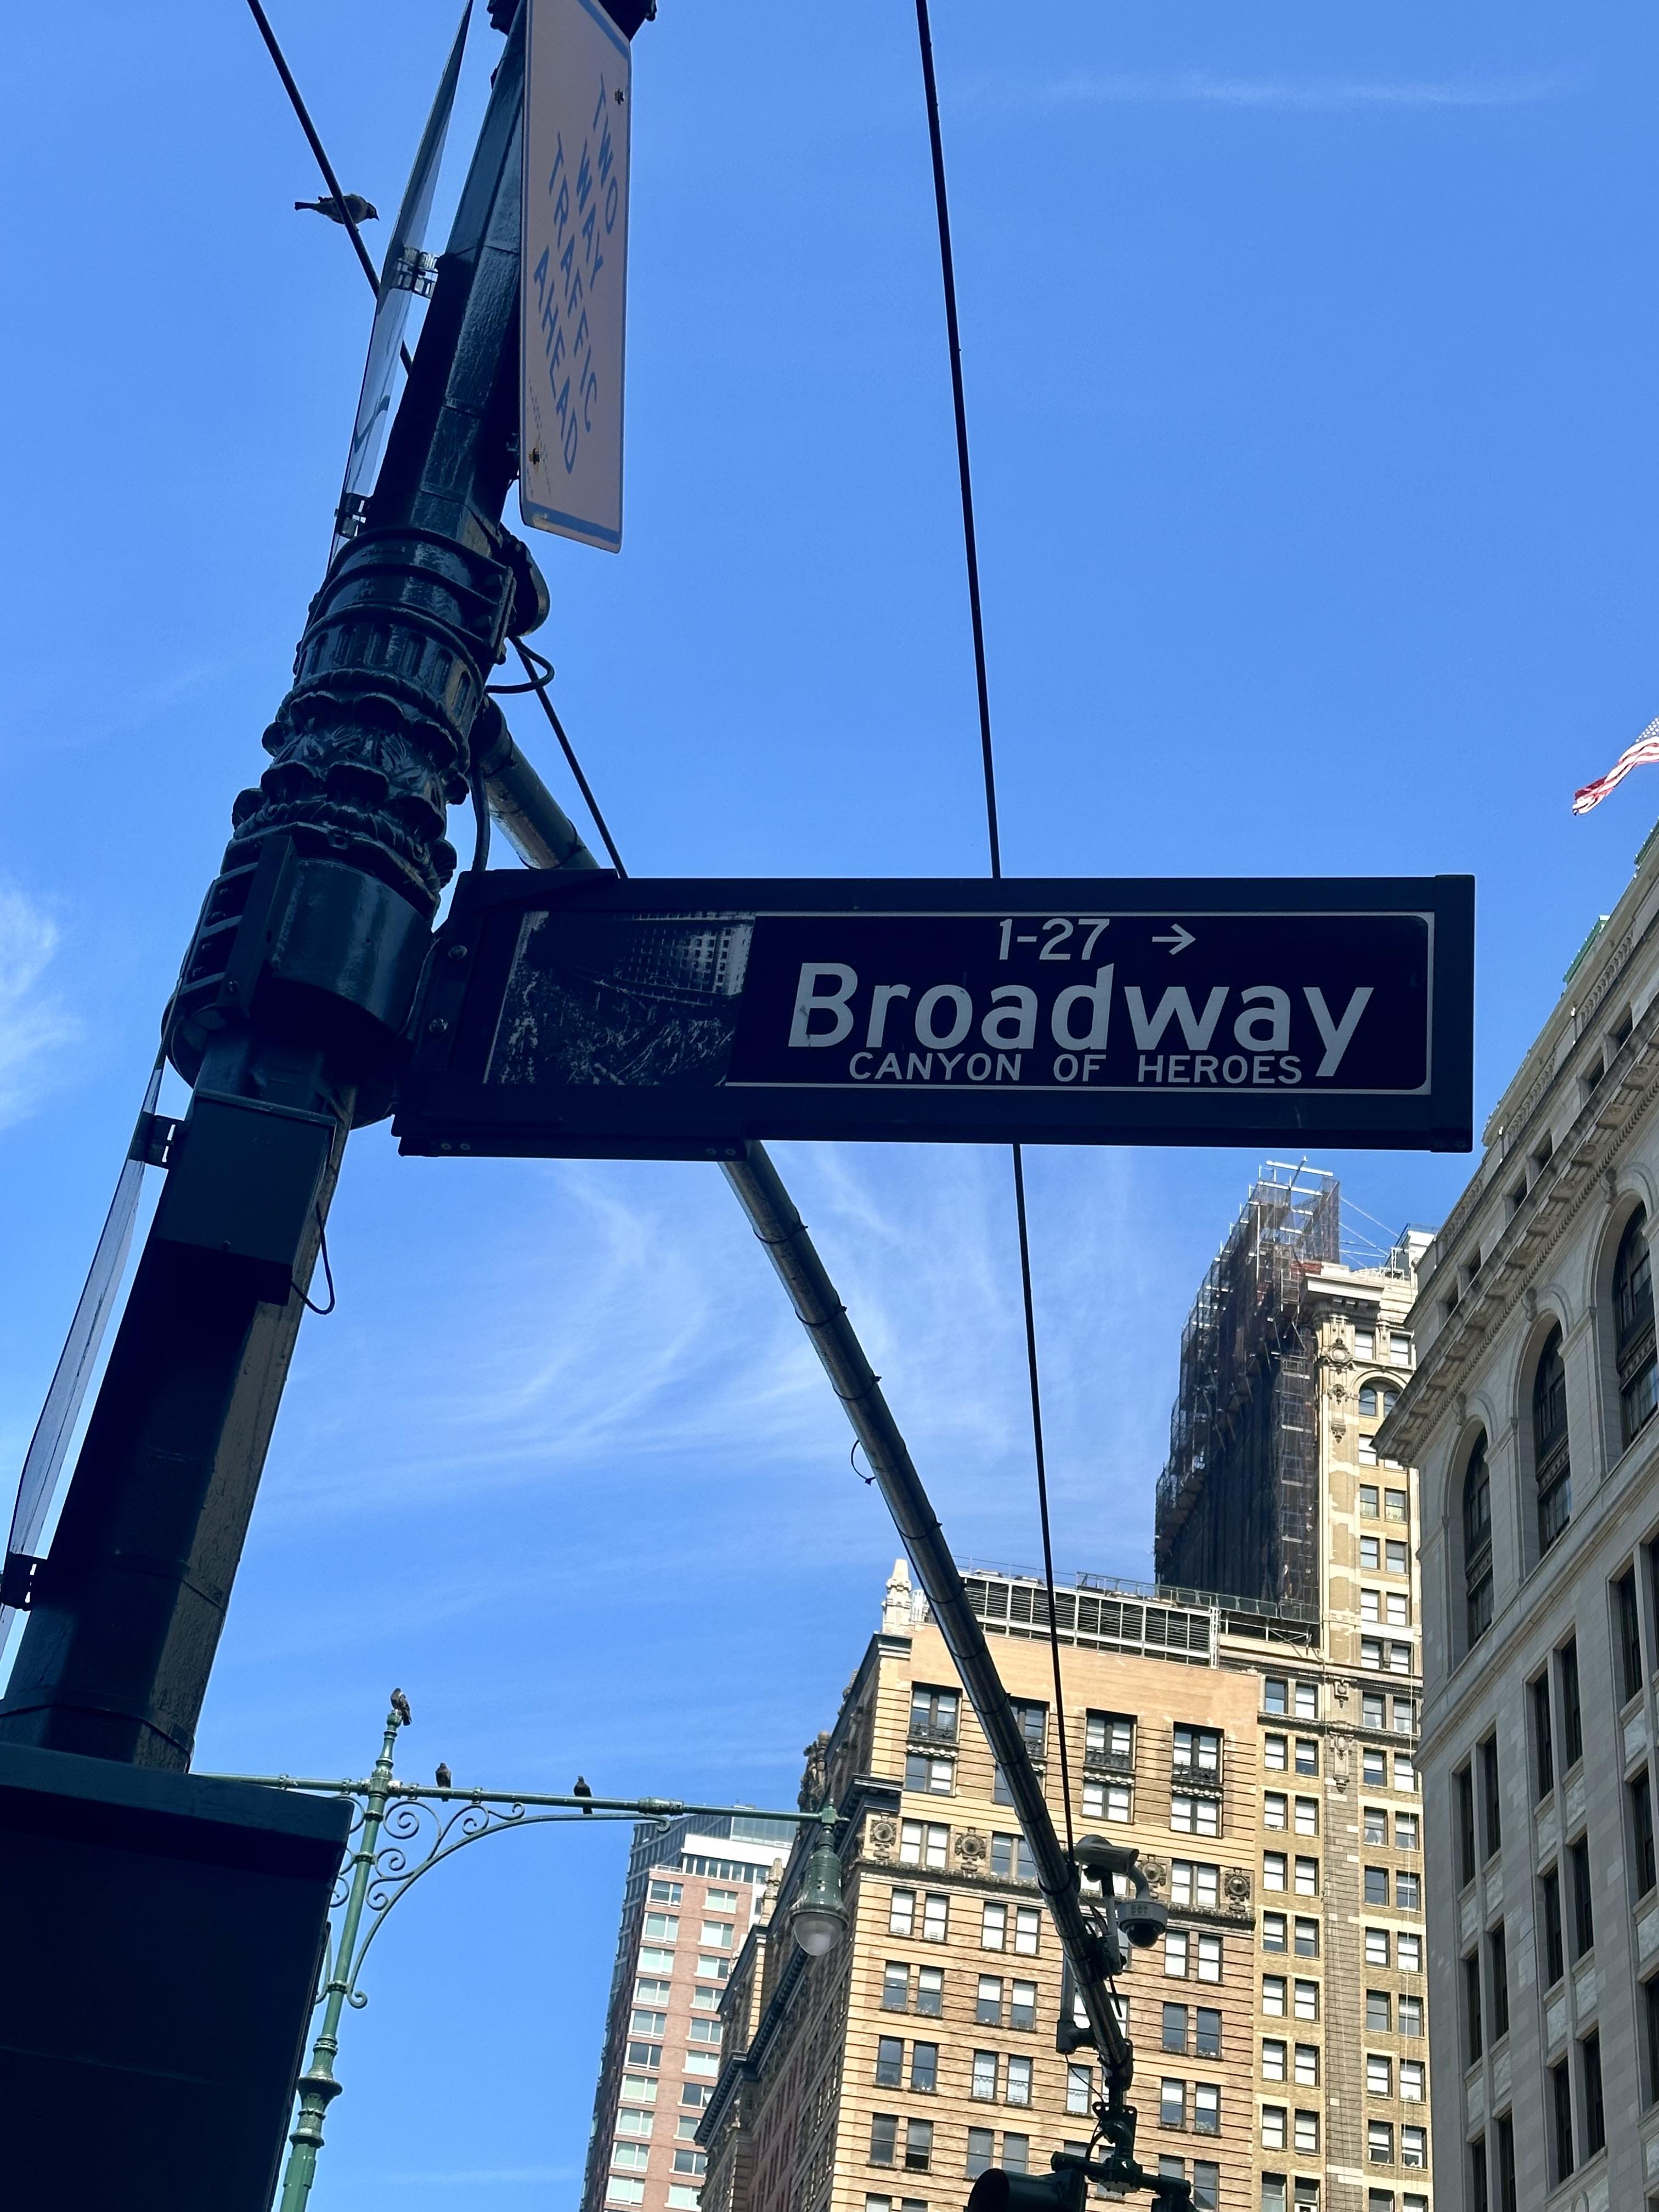 TWO
WAY
TRAFFIC
AHEAD
1-27 →
Broadway
CANYON OF HEROES